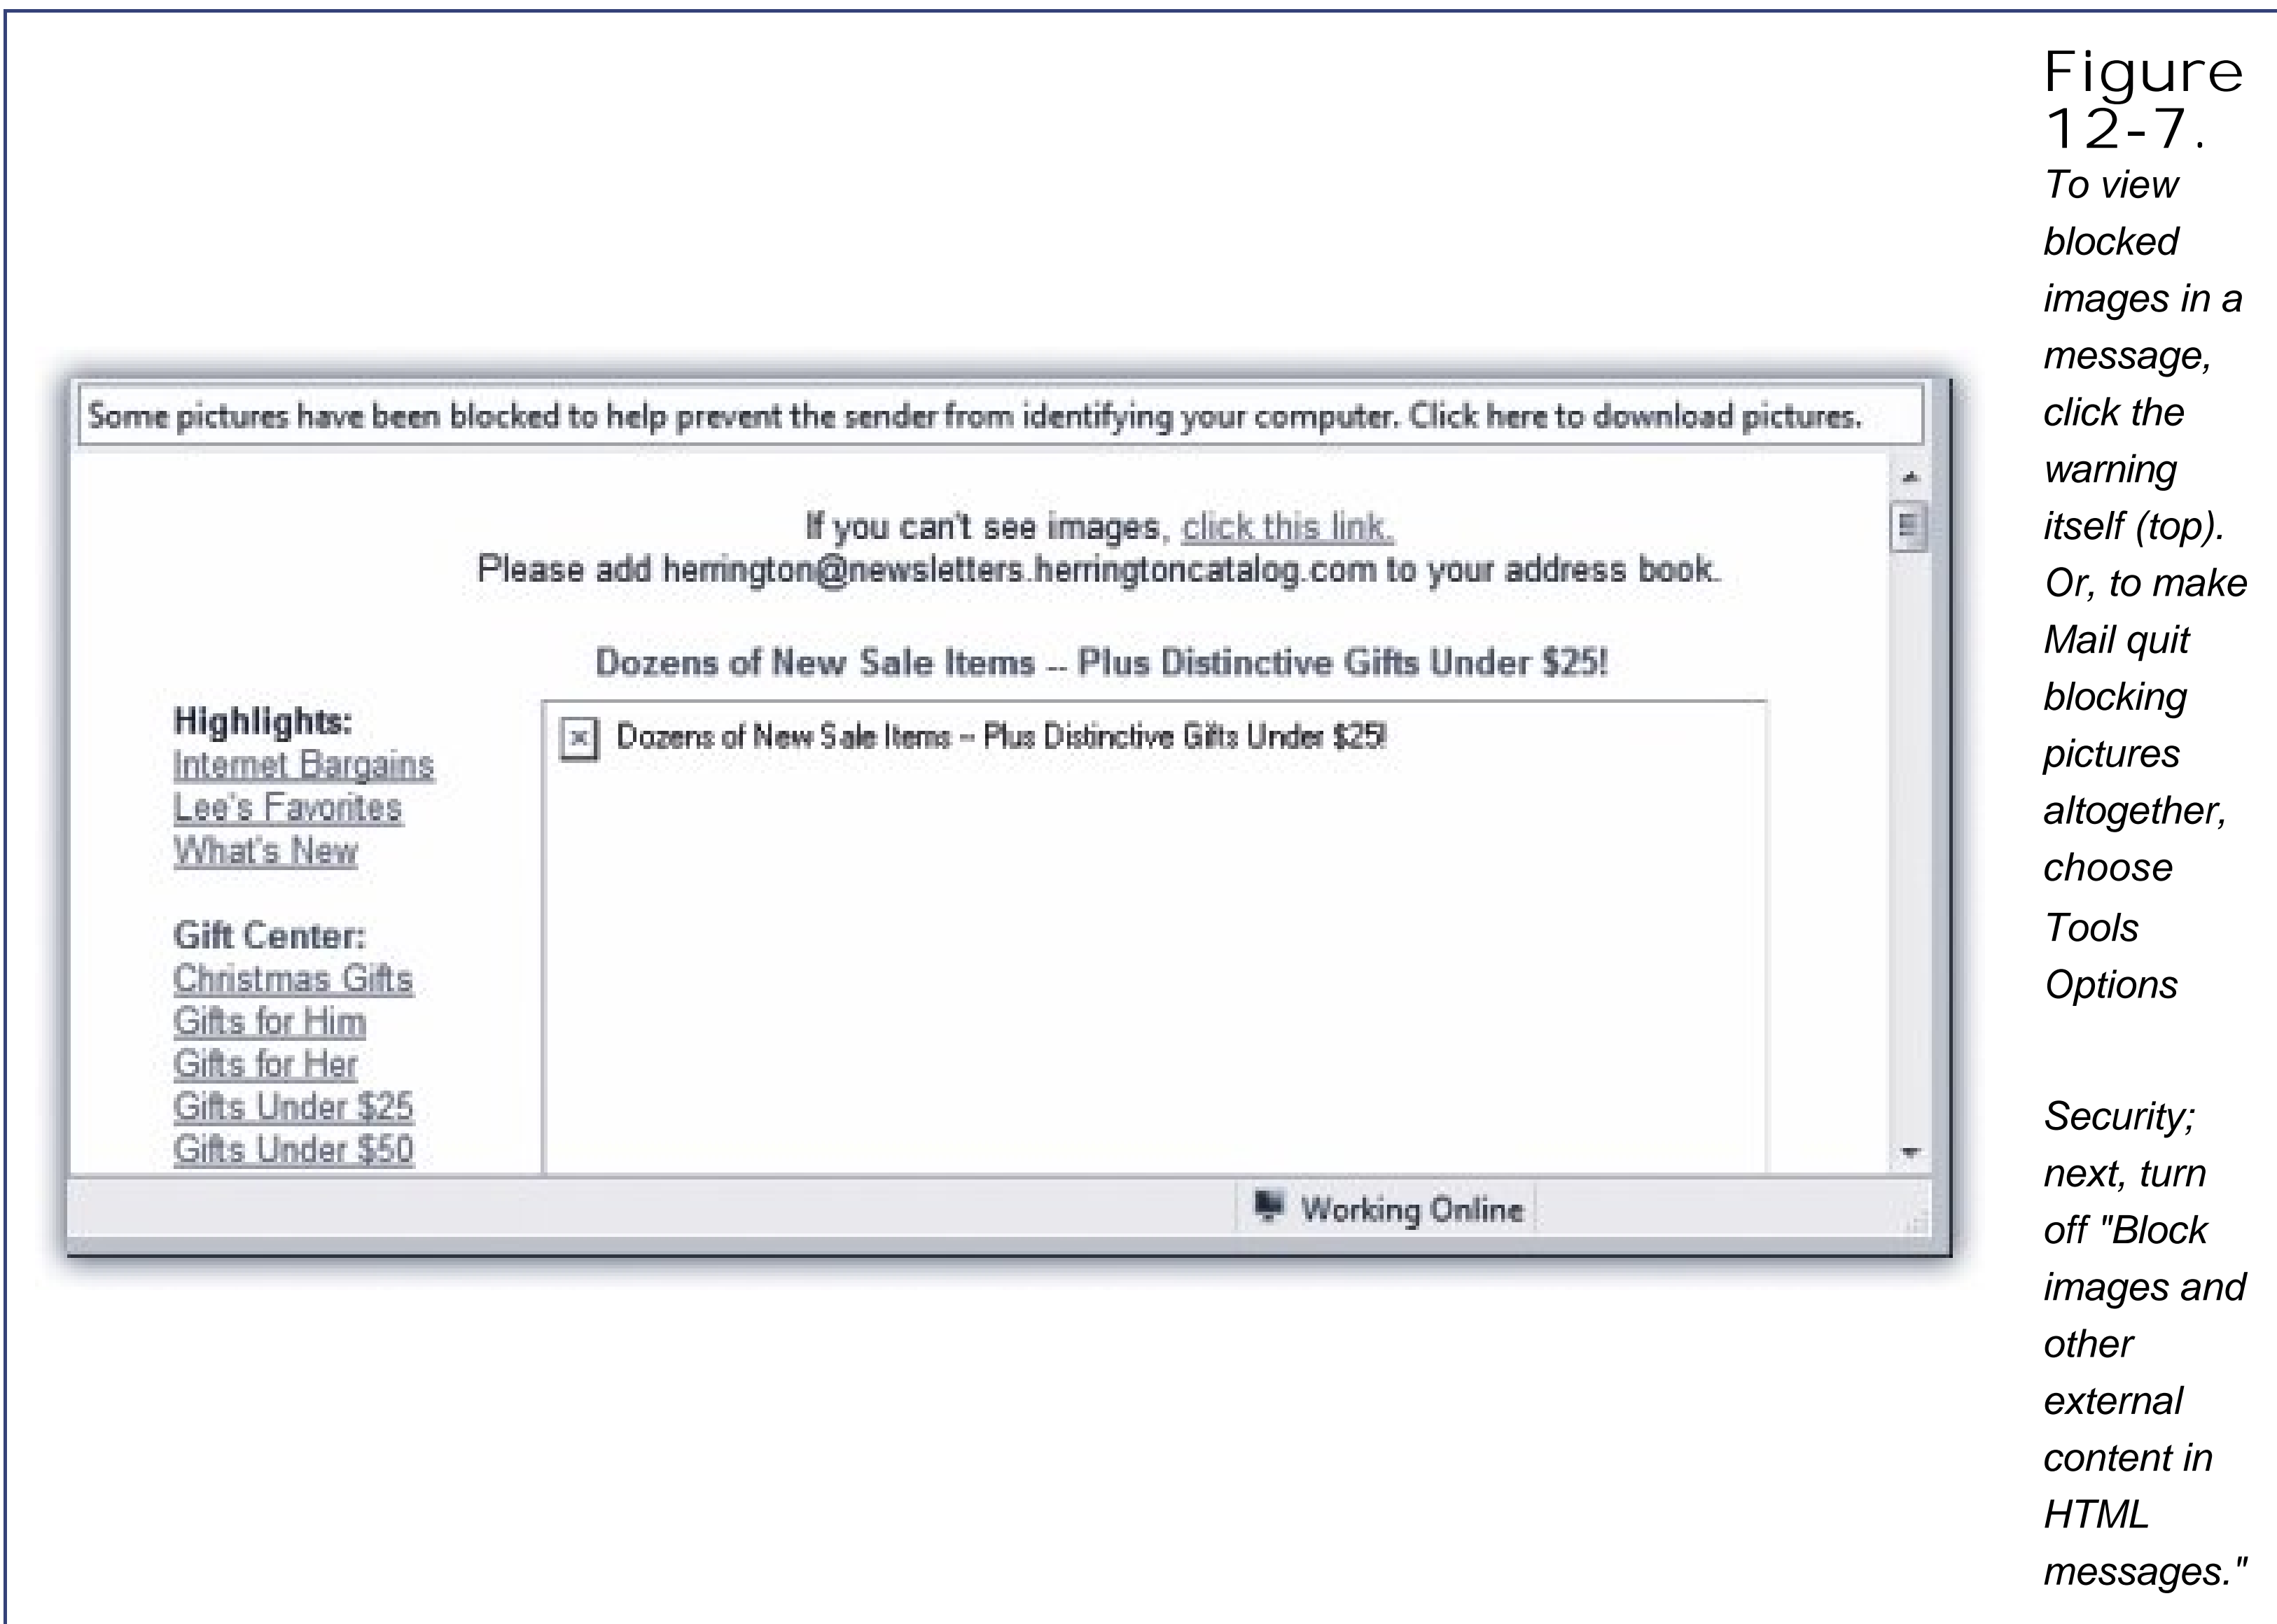 Some pictures have been blocked to help prevent the sender from identifying your computer. Click here to download pictures.
If you can't see images, click this link.
Please add herrington@newsletters.herringtoncatalog.com to your address book.
Dozens of New Sale Items -- Plus Distinctive Gifts Under $25!
Highlights:
Internet Bargains
Lee's Favorites
What's New
Gift Center:
Christmas Gifts
Gifts for Him
Gifts for Her
Gifts Under $25
Gifts Under $50
Dozens of New Sale Items -- Plus Distinctive Gifts Under $25!
Working Online
Figure
12-7.
To view
blocked
images in a
message,
click the
warning
itself (top).
Or, to make
Mail quit
blocking
pictures
altogether,
choose
Tools
Options
Security;
next, turn
off "Block
images and
other
external
content in
HTML
messages."